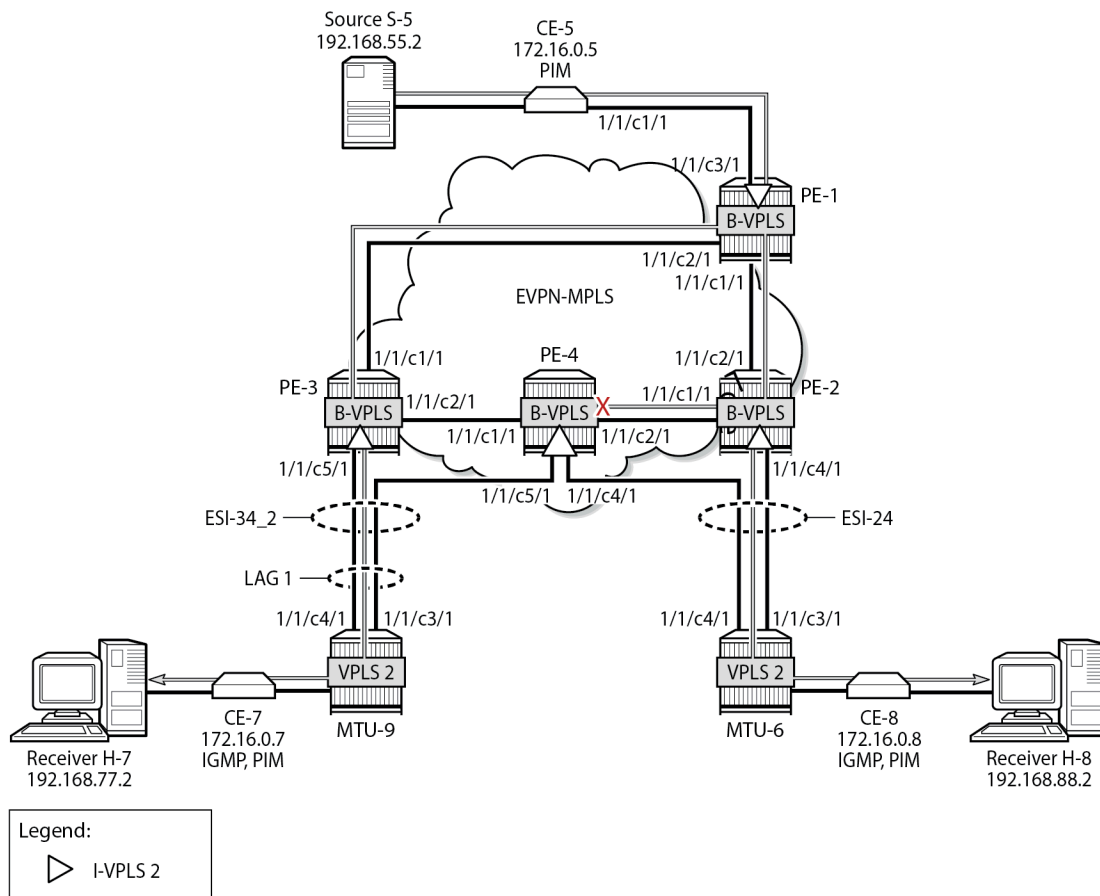 Source S-5
192.168.55.2
CE-5
172.16.0.5
PIM
1/1/c1/1
1/1/c3/1
PE-1
B-VPLS
1/1/c2/1
1/1/c1/1
EVPN-MPLS
1/1/c1/1
PE-4
1/1/c2/1
PE-3
1/1/c1/1
PE-2
1/1/c2/1
B-VPLS
B-VPLS
X
B-VPLS
1/1/c1/1
1/1/c2/1
1/1/c5/1
1/1/c4/1
1/1/c5/1
1/1/c4/1
ESI-34_2
ESI-24
LAG 1
1/1/c4/1
1/1/c3/1
1/1/c4/1
1/1/c3/1
VPLS 2
VPLS 2
CE-7
172.16.0.7
IGMP, PIM
MTU-9
MTU-6
CE-8
172.16.0.8
IGMP, PIM
Receiver H-7
192.168.77.2
Receiver H-8
192.168.88.2
Legend:
I-VPLS 2